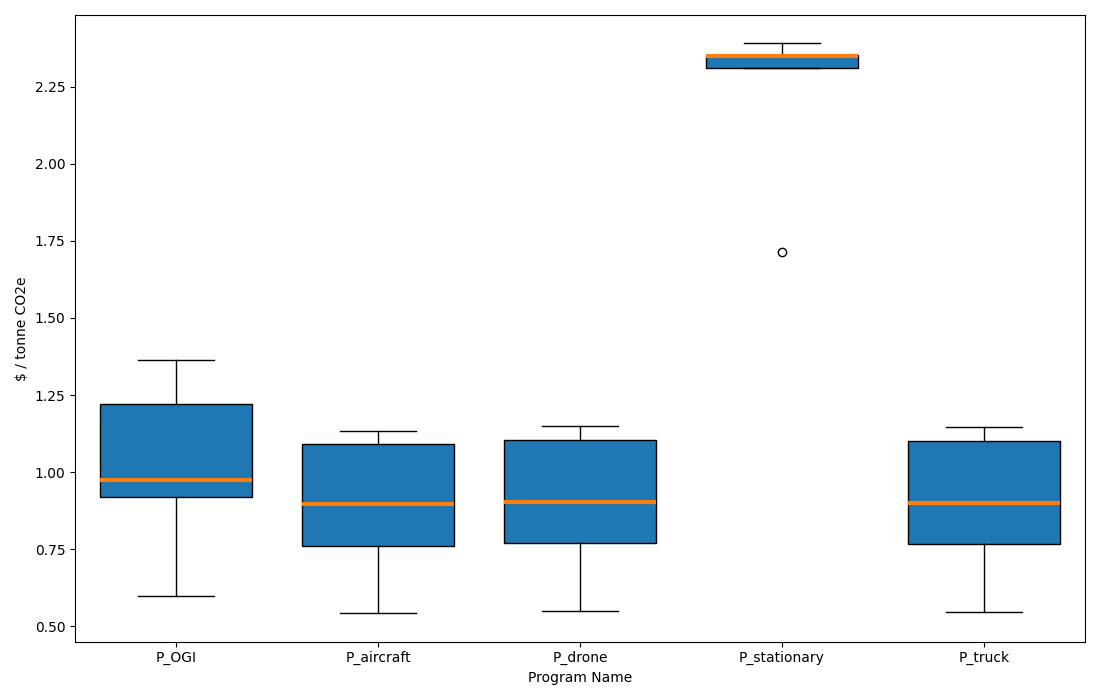 $ / tonne CO2e
2.25
2.00
1.75
1.50
1.25
1.00
0.75
0.50
P_OGI P_aircraft P_drone P_stationary P_truck
Program Name